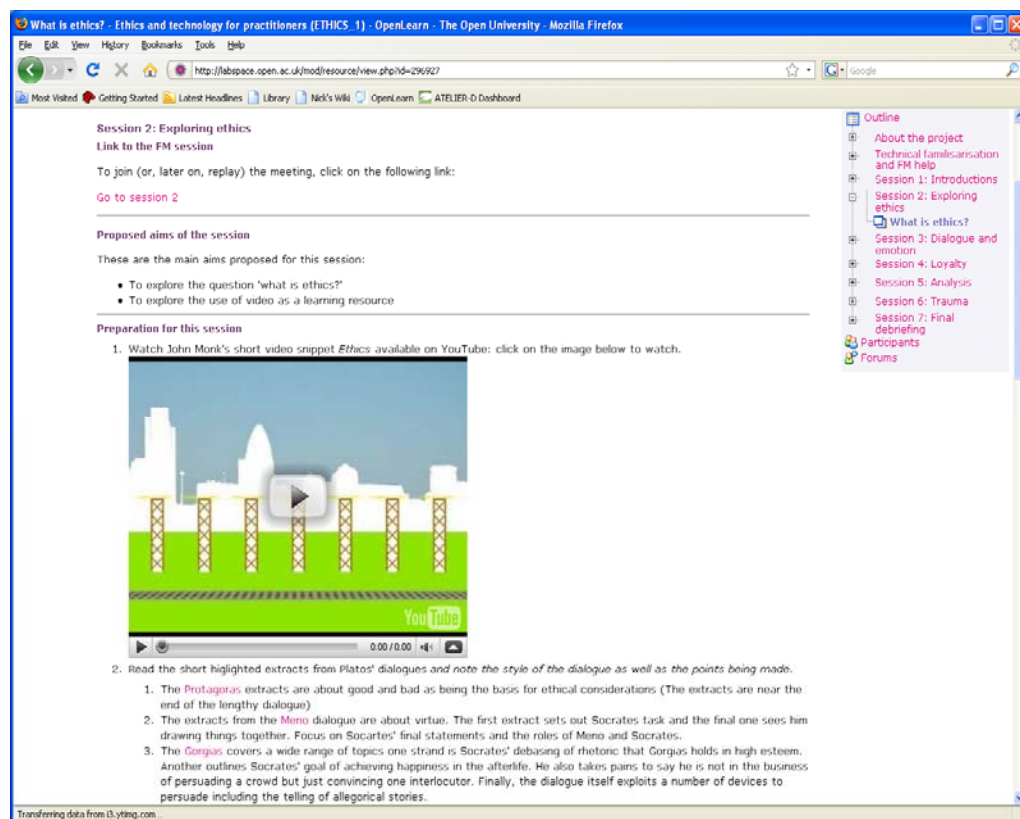 What is ethics? - Ethics and technology for practitioners (ETHICS_1) - OpenLearn - The Open University - Mozilla Firefox
File Edit View History Bookmarks Tools Help
http://labspace.open.ac.uk/mod/resource/view.php?id=296927
G Google
Most Visited Getting Started Latest Headlines Library Nick's Wiki OpenLearn ATELIER-D Dashboard
Session 2: Exploring ethics
Link to the FM session
To join (or, later on, replay) the meeting, click on the following link:
Go to session 2
Proposed aims of the session
These are the main aims proposed for this session:
• To explore the question 'what is ethics?'
• To explore the use of video as a learning resource
Preparation for this session
1. Watch John Monk's short video snippet Ethics available on YouTube: click on the image below to watch.
YouTube
0:00 / 0:00
2. Read the short higlighted extracts from Platos' dialogues and note the style of the dialogue as well as the points being made.
1. The Protagoras extracts are about good and bad as being the basis for ethical considerations (The extracts are near the
end of the lengthy dialogue)
2. The extracts from the Meno dialogue are about virtue. The first extract sets out Socrates task and the final one sees him
drawing things together. Focus on Socartes' final statements and the roles of Meno and Socrates.
3. The Gorgias covers a wide range of topics one strand is Socrates' debasing of rhetoric that Gorgias holds in high esteem.
Another outlines Socrates' goal of achieving happiness in the afterlife. He also takes pains to say he is not in the business
of persuading a crowd but just convincing one interlocutor. Finally, the dialogue itself exploits a number of devices to
persuade including the telling of allegorical stories.
Outline
About the project
Technical familisarisation
and FM help
Session 1: Introductions
Session 2: Exploring
ethics
What is ethics?
Session 3: Dialogue and
emotion
Session 4: Loyalty
Session 5: Analysis
Session 6: Trauma
Session 7: Final
debriefing
Participants
Forums
Transferring data from i3.ytimg.com...